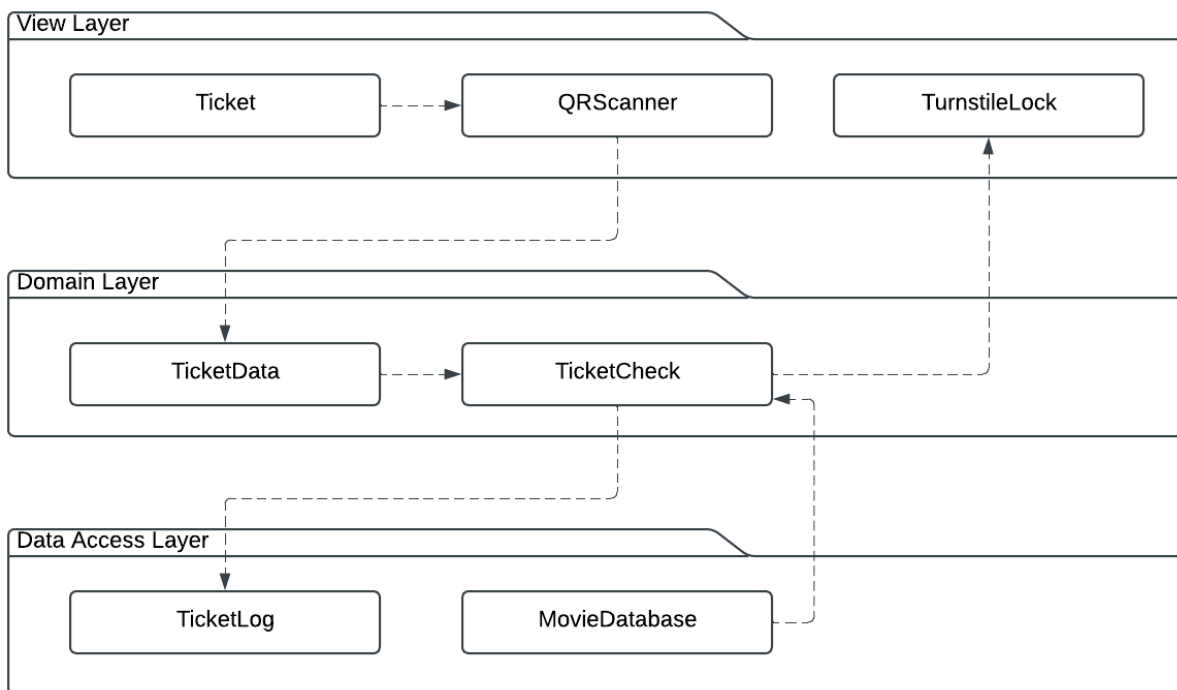 View Layer
Ticket
QRScanner
TurnstileLock
Domain Layer
TicketData
TicketCheck
Data Access Layer
TicketLog
MovieDatabase